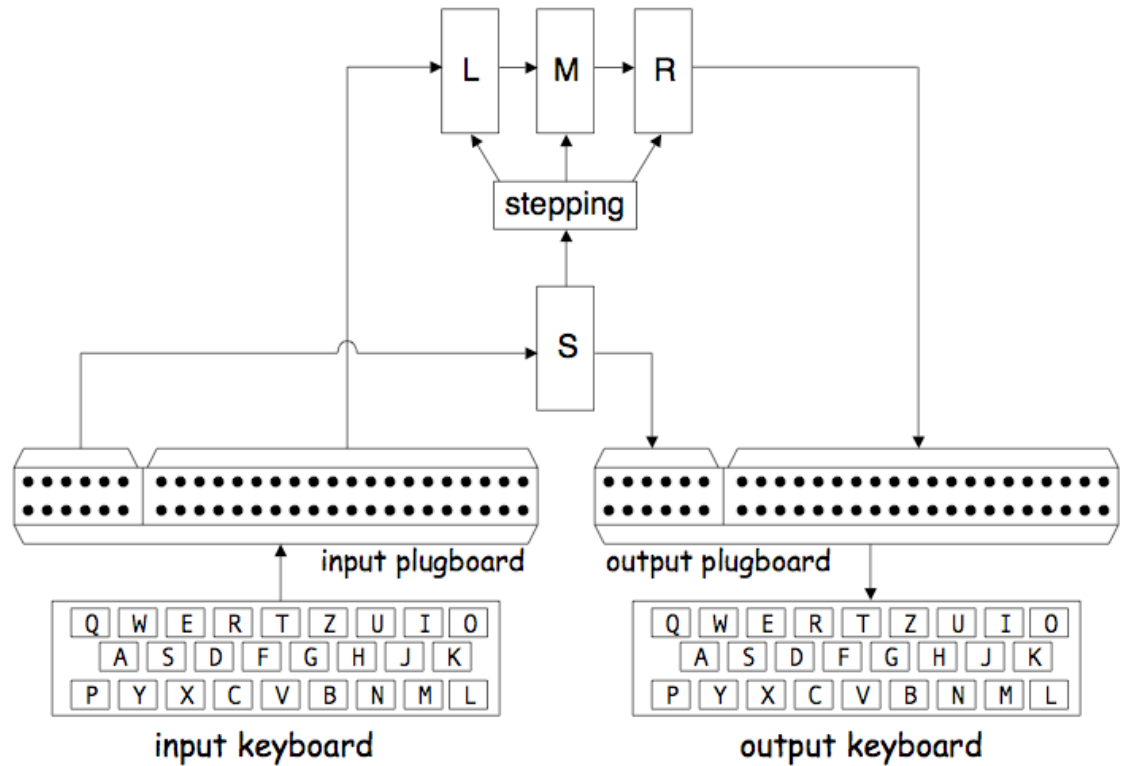 L M R
stepping
S
input plugboard output plugboard
Q W E R T Z U I O Q W E R T Z U I O
A S D F G H J K A S D F G H J K
P Y X C V B N M L P Y X C V B N M L
input keyboard output keyboard